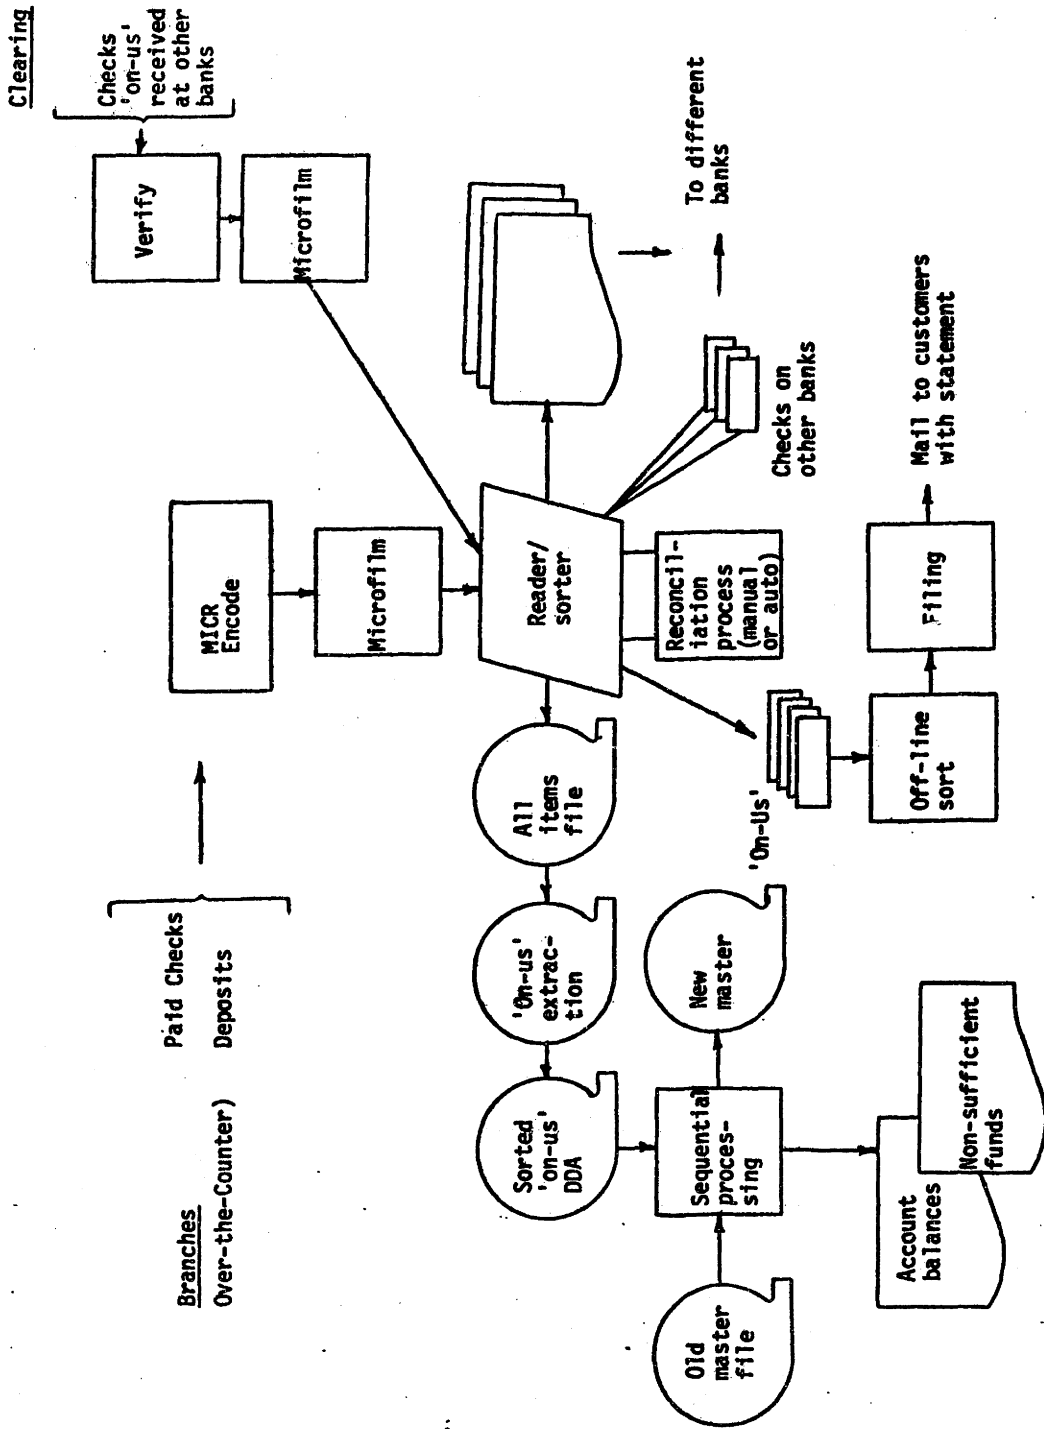 Branches
Over-the-Counter)
Paid Checks
Deposits
MICR
Encode
Microfilm
Clearing
Checks
'on-us'
received
at other
banks
Verify
Microfilm
Reader/
sorter
All
items
file
'On-us'
extrac-
tion
Sorted
'on-us'
DDA
Old
master
file
Sequential
proces-
sing
New
master
Account
balances
Non-sufficient
funds
Reconcil-
iation
process
(manual
or auto)
'On-Us'
Off-line
sort
Filing
Mail to customers
with statement
Checks on
other banks
To different
banks